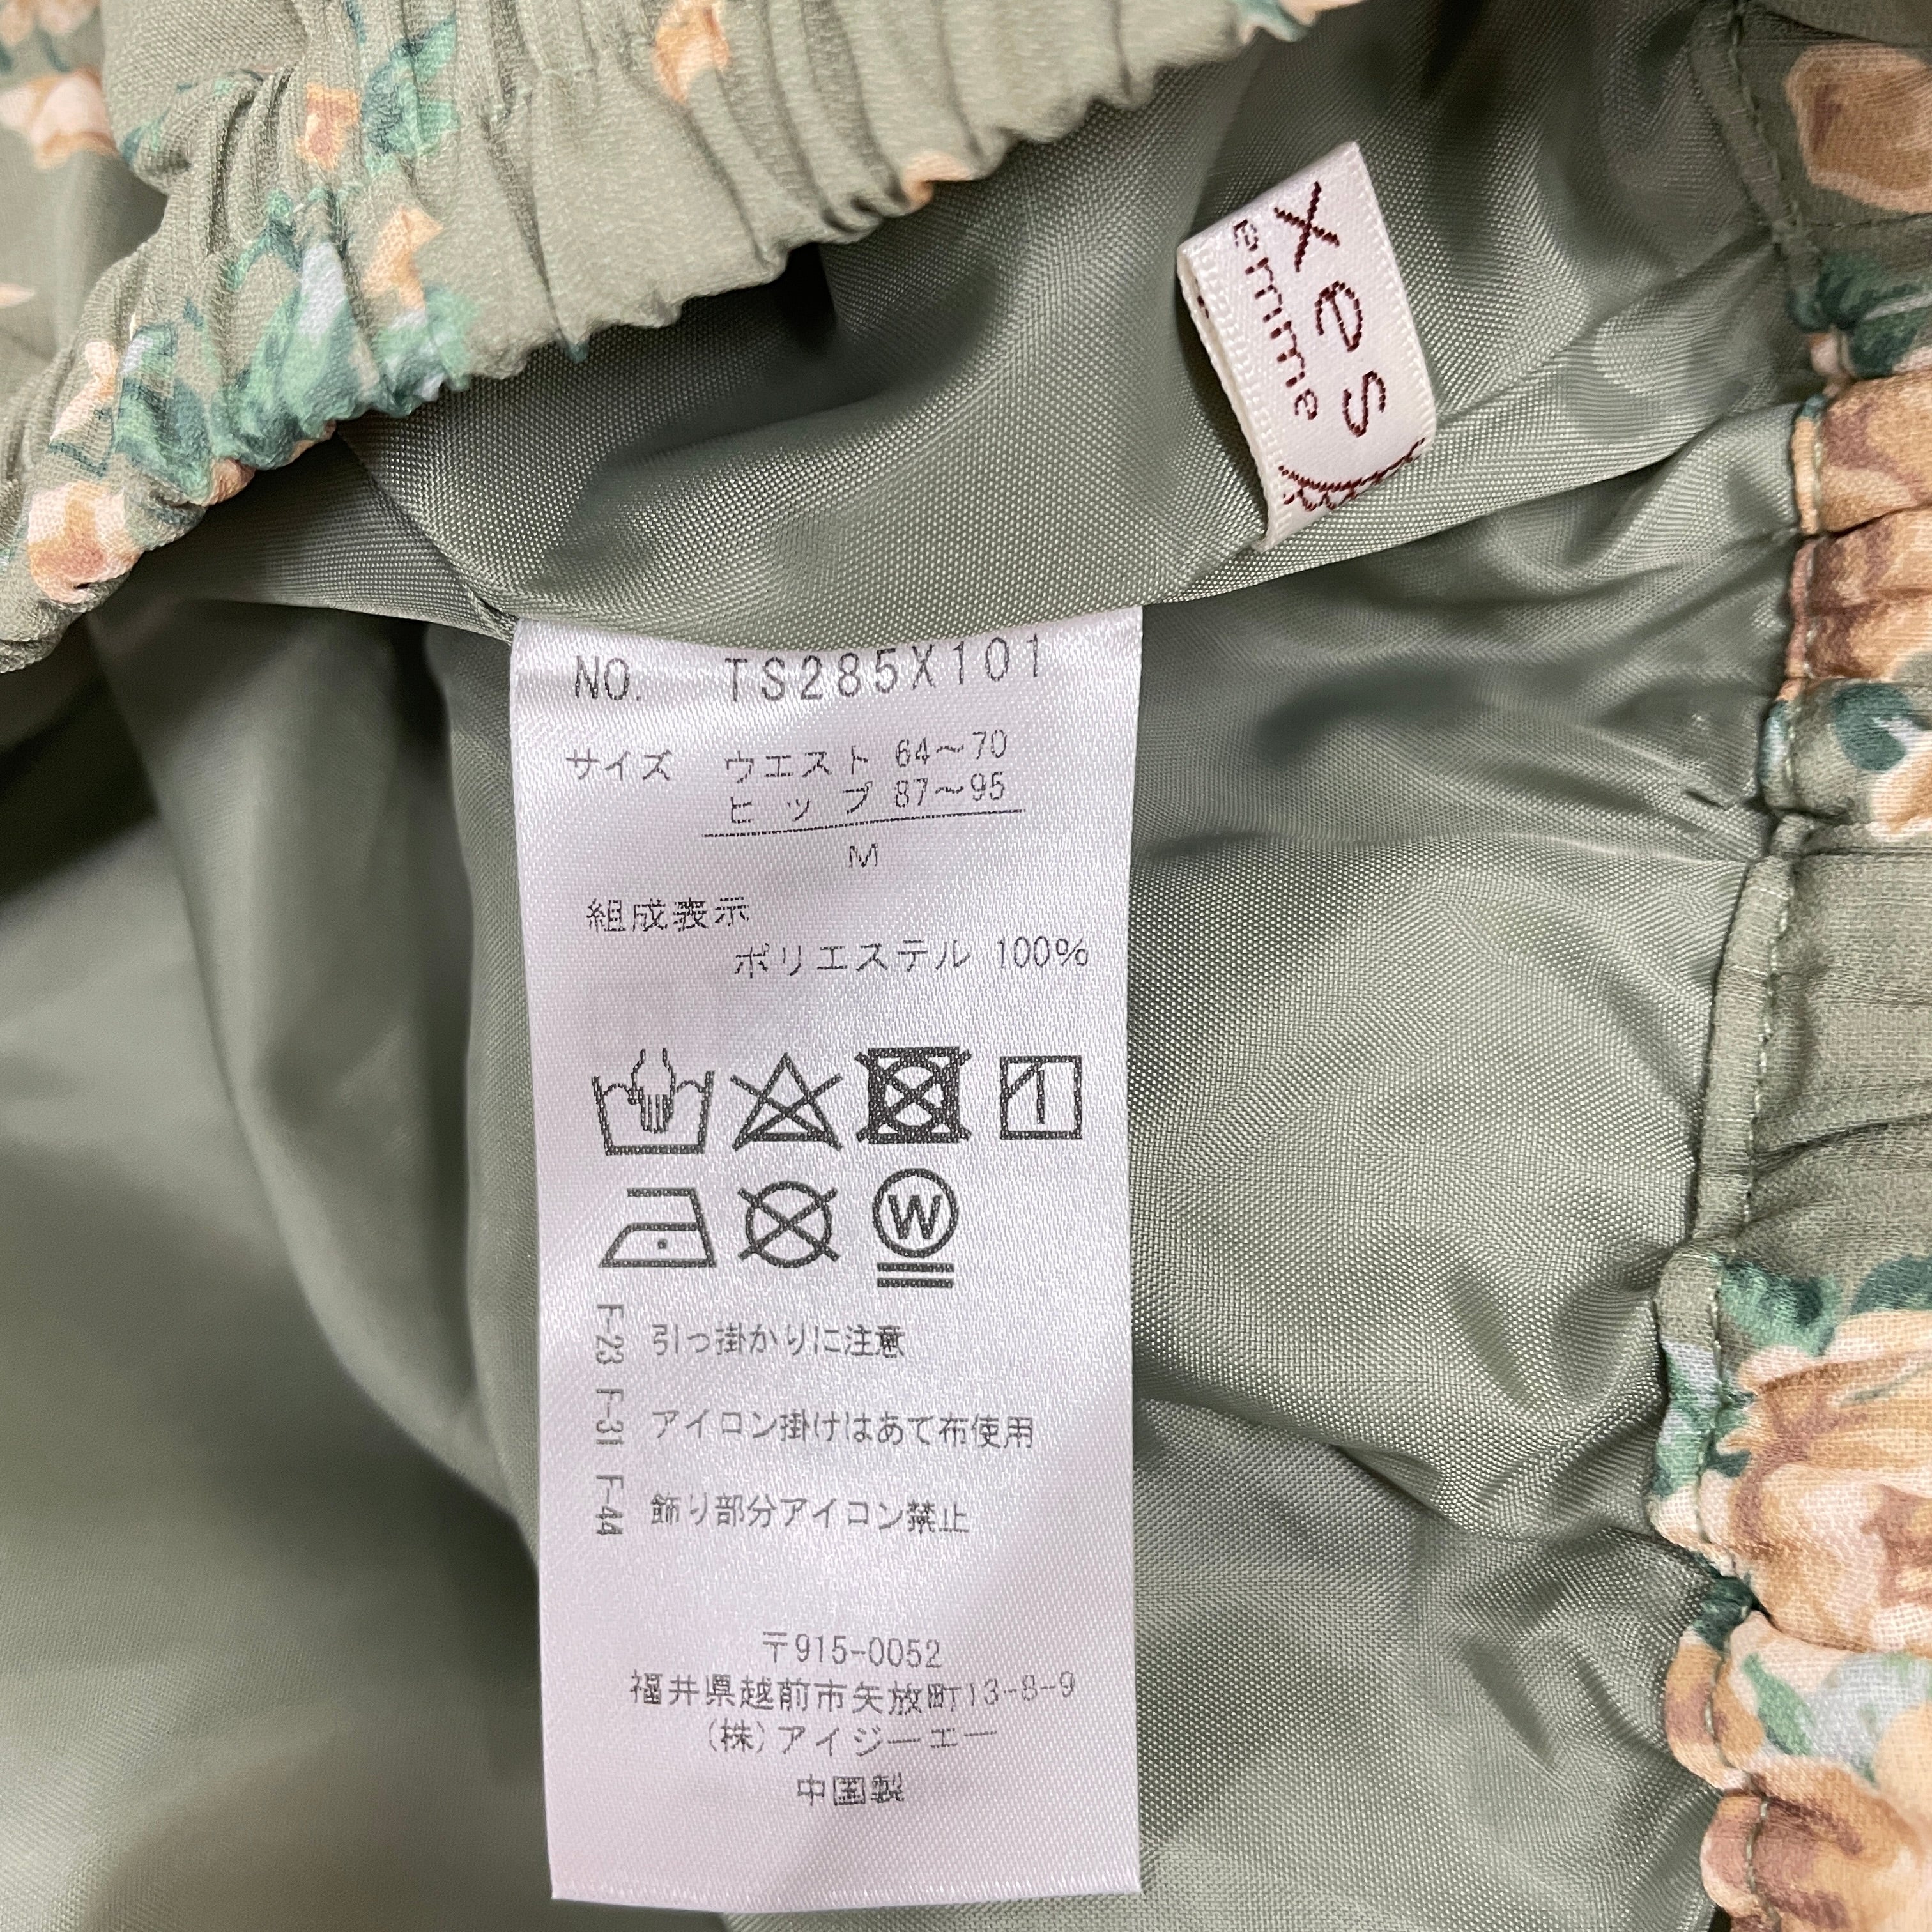 xes
emme
NO. TS285X101
サイズ ウエスト 64～70
ヒップ 87～95
M
組成表示
ポリエステル 100%
W
F-23 引っ掛かりに注意
F-31 アイロン掛けはあて布使用
F-44 飾り部分アイロン禁止
〒915-0052
福井県越前市矢放町13-8-9
(株)アイジーエー
中国製